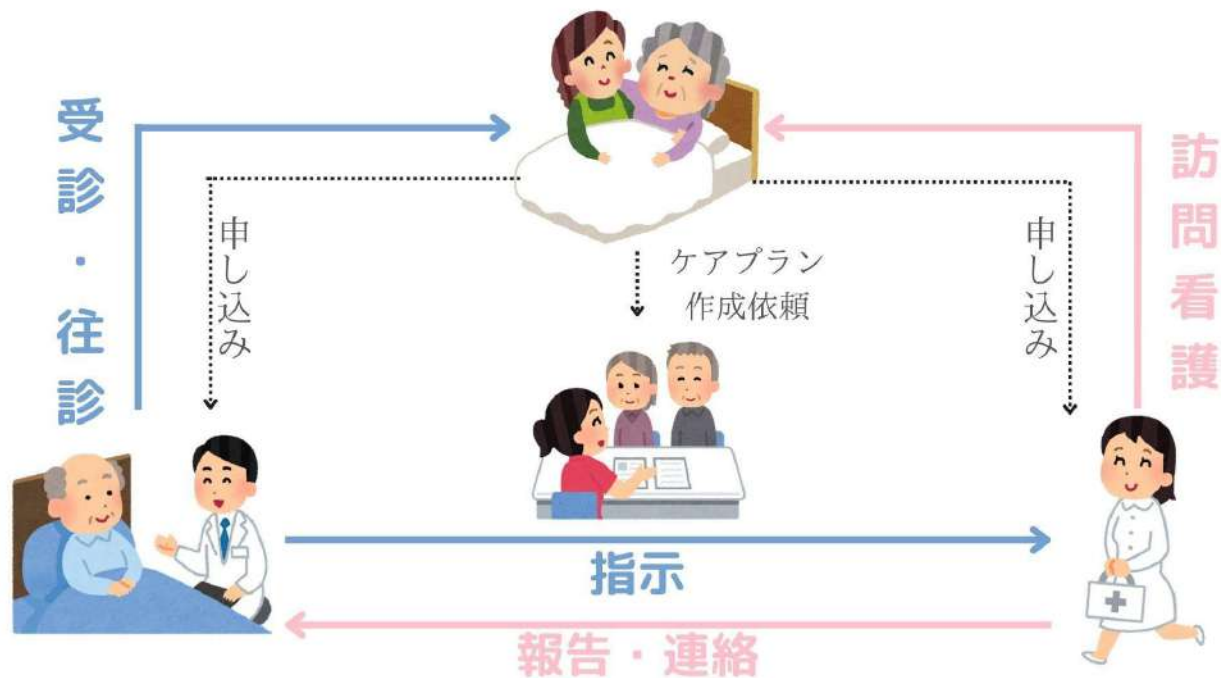 受診・往診
申し込み
ケアプラン
作成依頼
申し込み
訪問看護
指示
報告・連絡